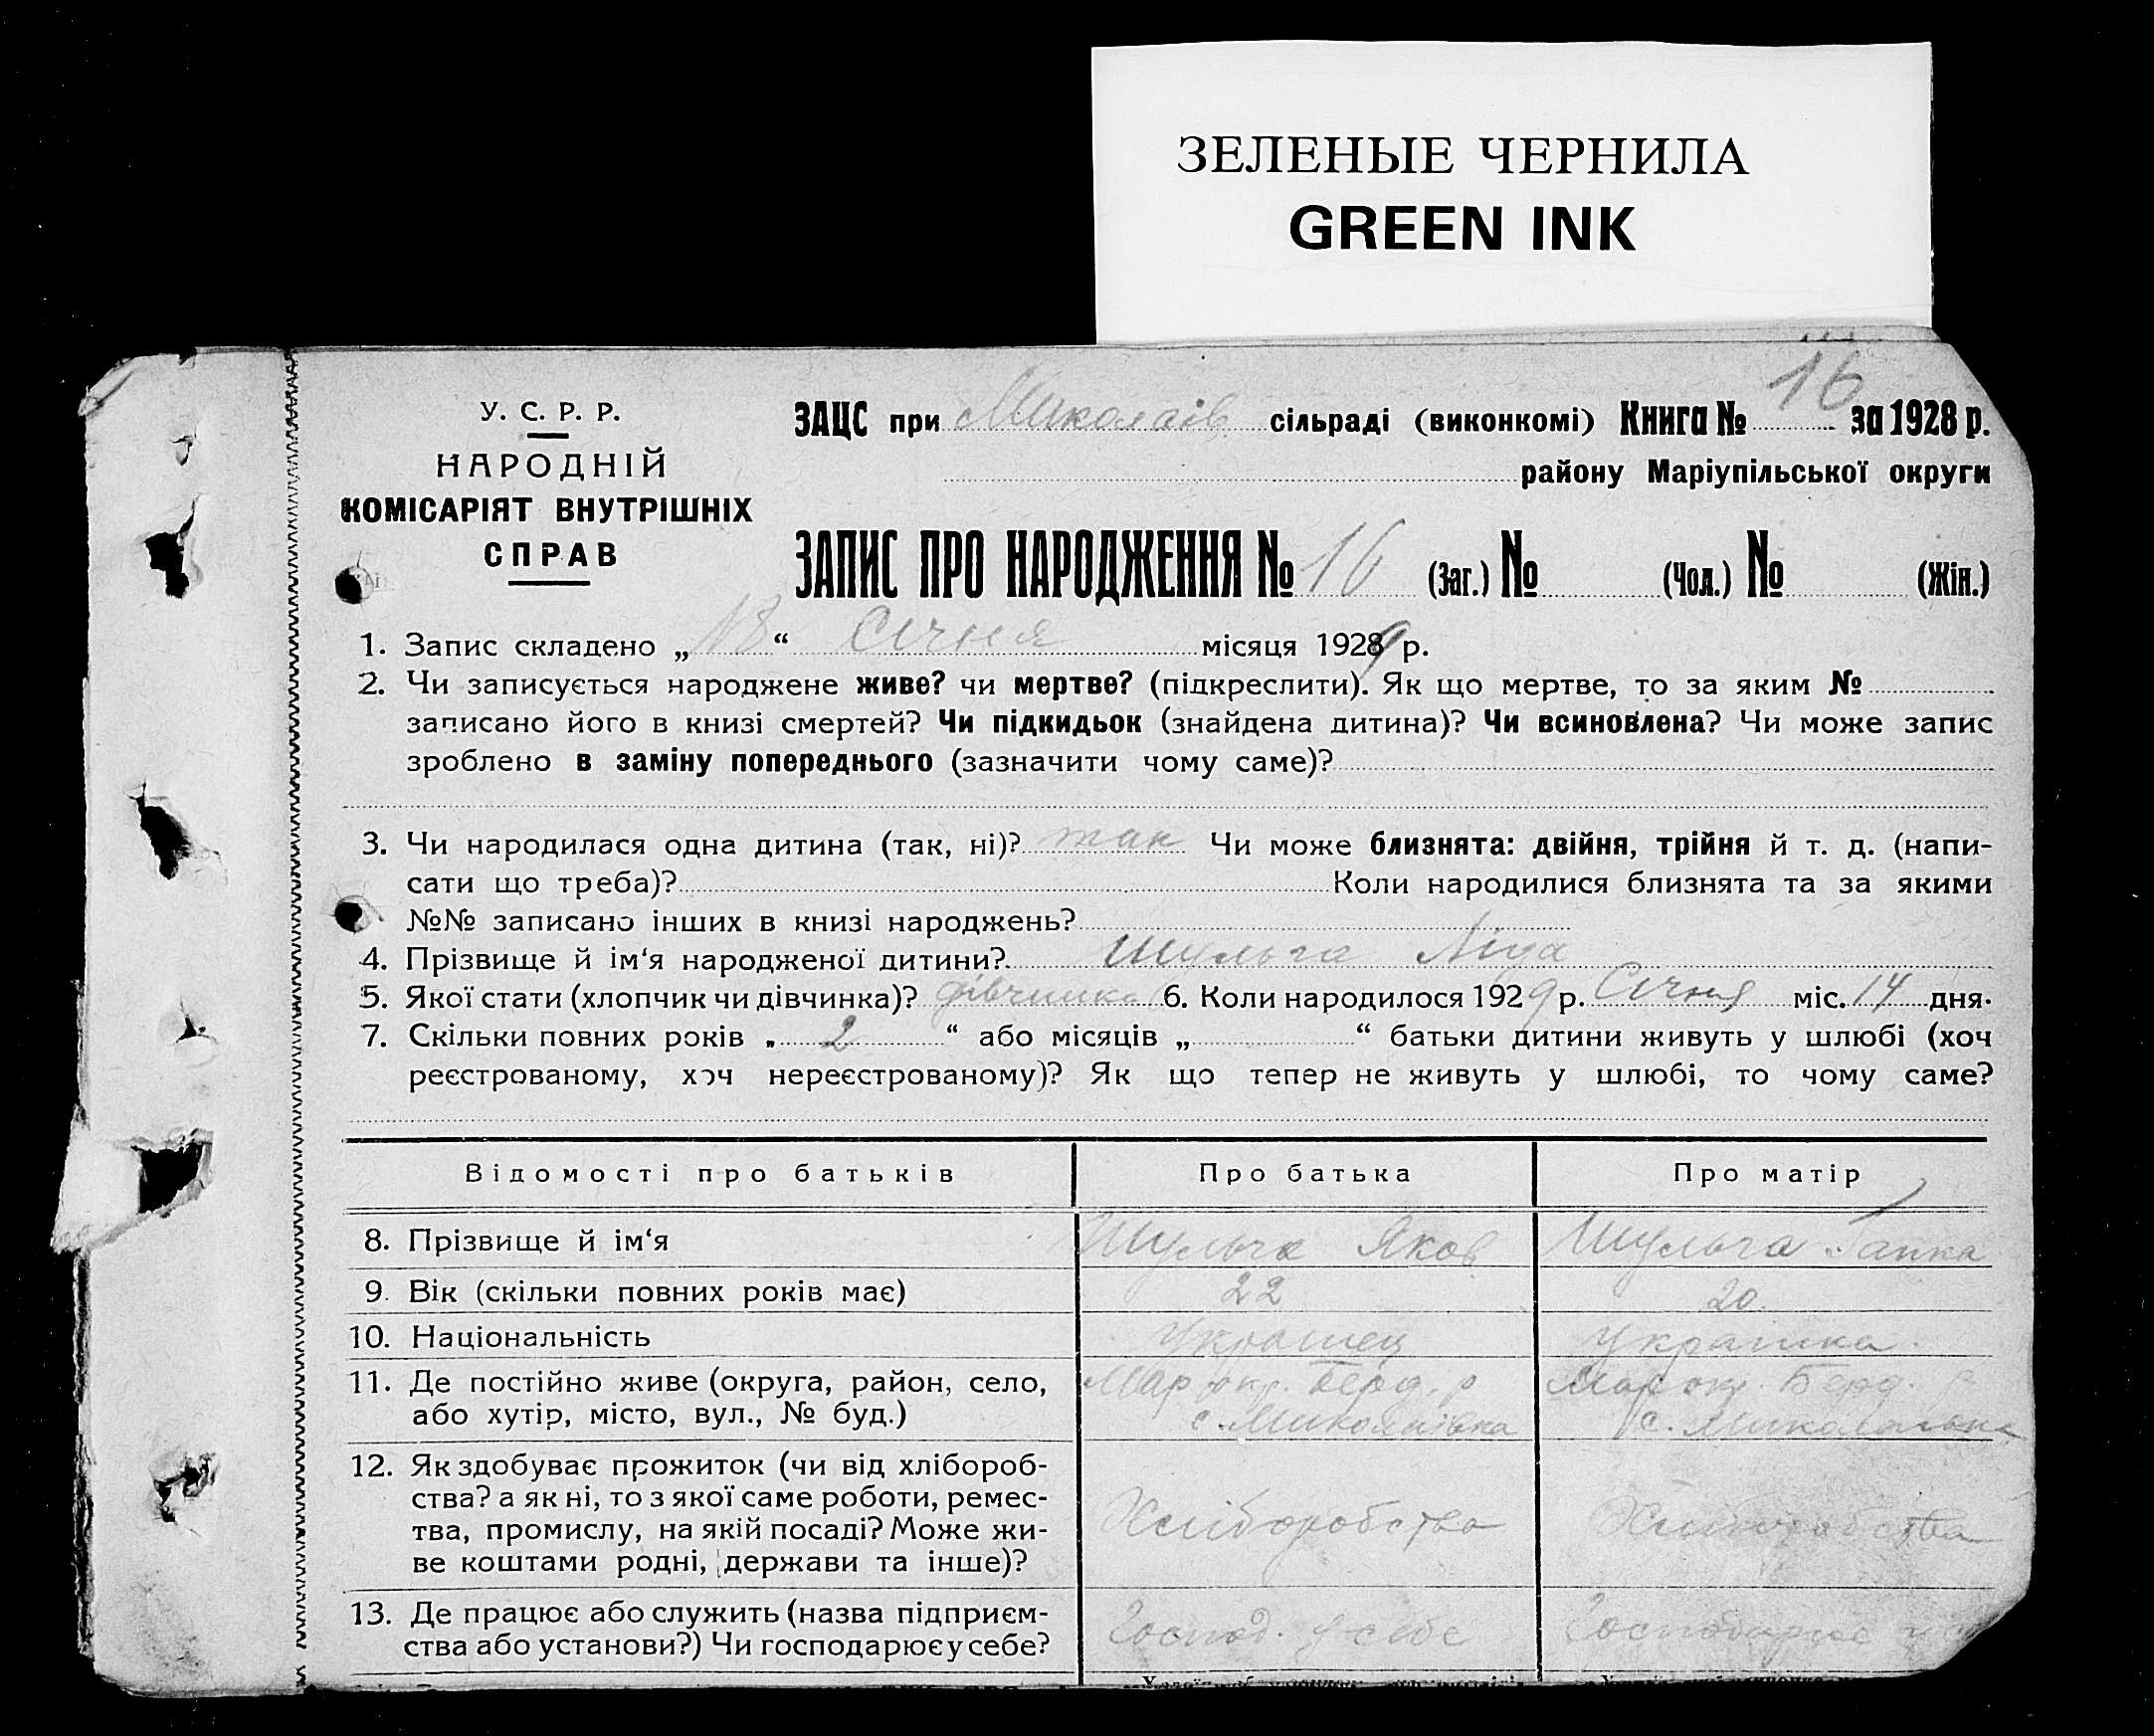 ЗЕЛЕНЫЕ ЧЕРНИЛА
GREEN INK
У. С. Р. Р.
НАРОДНІЙ
КОМІСАРІЯТ ВНУТРІШНІХ
СПРАВ
ЗАЦС при Миколаїв сільраді (виконкомі) Книга № 16 за 1928 р.
району Маріупільської округи
ЗАПИС ПРО НАРОДЖЕННЯ № 16 (Заг.) № (Чол.) № (Жін.)
1. Запис складено „ 18 “ Січня місяця 1929 р.
2. Чи записується народжене живе? чи мертве? (підкреслити). Як що мертве, то за яким №
записано його в книзі смертей? Чи підкидьок (знайдена дитина)? Чи всиновлена? Чи може запис
зроблено в заміну попереднього (зазначити чому саме)?
3. Чи народилася одна дитина (так, ні)? так Чи може близнята: двійня, трійня й т. д. (напи-
сати що треба)? Коли народилися близнята та за якими
№№ записано інших в книзі народжень?
4. Прізвище й ім‘я народженої дитини? Шульга Ліда
5. Якої стати (хлопчик чи дівчинка)? дівчинка 6. Коли народилося 1929 р. Січня міс. 14 дня.
7. Скільки повних років „ 2 “ або місяців „ “ батьки дитини живуть у шлюбі (хоч
реєстрованому, хоч нереєстрованому)? Як що тепер не живуть у шлюбі, то чому саме?
Відомості про батьків Про батька Про матір
8. Прізвище й ім‘я Шульга Яков Шульга Гапка
9. Вік (скільки повних років має) 22 20
10. Національність Українец Українка
11. Де постійно живе (округа, район, село, Мар окр. Берд. р Мар окр. Берд. р
або хутір, місто, вул., № буд.) с. Миколаївка с.
12. Як здобуває прожиток (чи від хлібороб-
ства? а як ні, то з якої саме роботи, ремес-
тва, промислу, на якій посаді? Може жи- Хліборобства Хліборобства
ве коштами родні, держави та інше)?
13. Де працює або служить (назва підприєм-
ства або установи?) Чи господарює у себе? Господ. у себе Господарює у